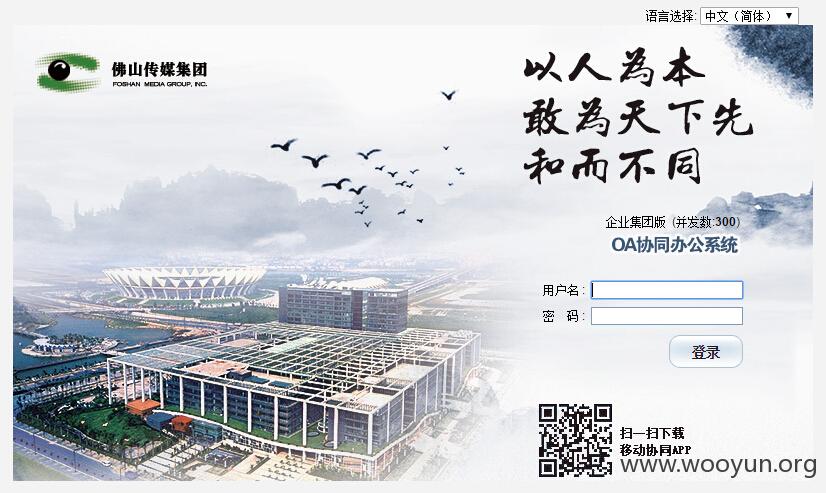 语言选择: 中文（简体）
佛山传媒集团
FOSHAN MEDIA GROUP, INC.
以人為本
敢為天下先
和而不同
企业集团版 (并发数:300)
OA协同办公系统
用户名：
密 码：
登录
扫一扫下载
移动协同APP
www.wooyun.org